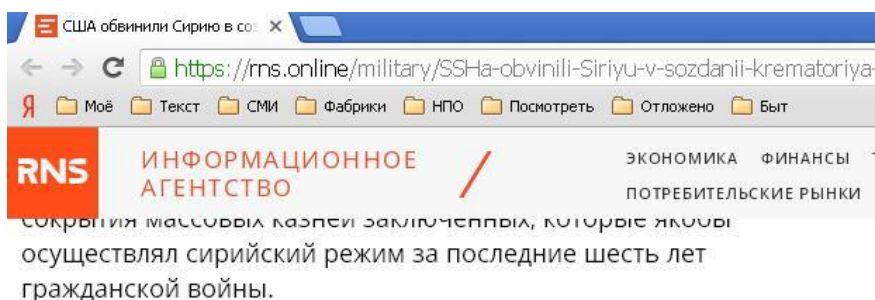 США обвинили Сирию в со
https://rns.online/military/SSHa-obvinili-Siriyu-v-sozdanii-krematoriya-
Я Моё Текст СМИ Фабрики НПО Посмотреть Отложено Быт
RNS
ИНФОРМАЦИОННОЕ
АГЕНТСТВО
ЭКОНОМИКА ФИНАНСЫ
ПОТРЕБИТЕЛЬСКИЕ РЫНКИ
сокрытия массовых казней заключенных, которые якобы
осуществлял сирийский режим за последние шесть лет
гражданской войны.